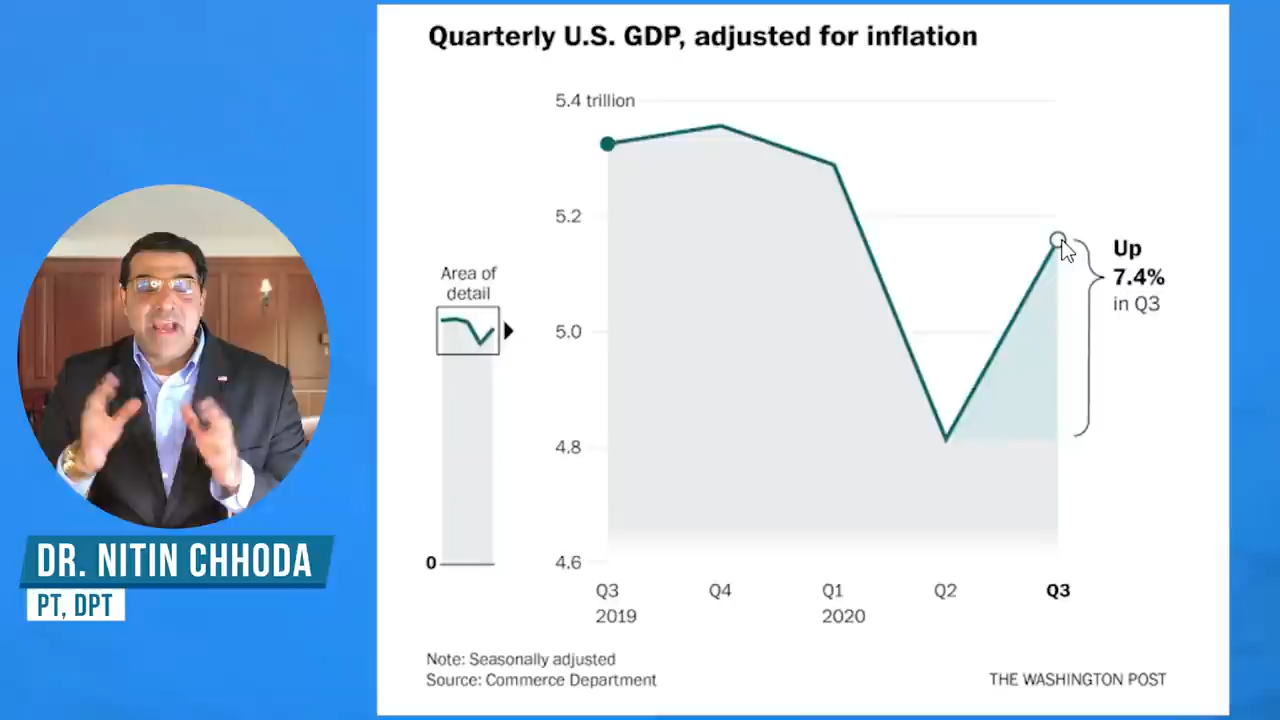 Quarterly U.S. GDP, adjusted for inflation
5.4 trillion
5.2
5.0
4.8
4.6
Area of
detail
0
Up
7.4%
in Q3
Q3
Q4
Q1
Q2
Q3
2019
2020
Note: Seasonally adjusted
Source: Commerce Department
THE WASHINGTON POST
DR. NITIN CHHODA
PT, DPT